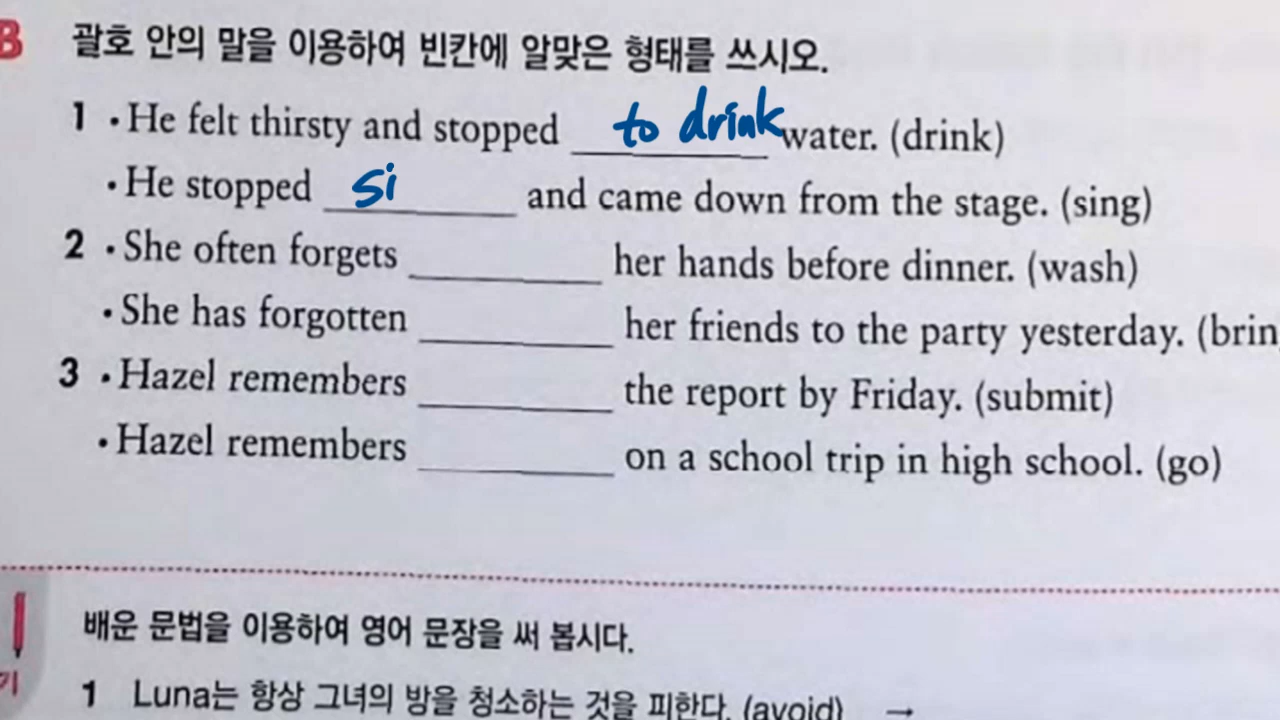 B 괄호 안의 말을 이용하여 빈칸에 알맞은 형태를 쓰시오.
1 • He felt thirsty and stopped to drink water. (drink)
• He stopped si and came down from the stage. (sing)
2 • She often forgets ______ her hands before dinner. (wash)
• She has forgotten ______ her friends to the party yesterday. (brin
3 • Hazel remembers ______ the report by Friday. (submit)
• Hazel remembers ______ on a school trip in high school. (go)
기 배운 문법을 이용하여 영어 문장을 써 봅시다.
1 Luna는 항상 그녀의 방을 청소하는 것을 피한다. (avoid) →